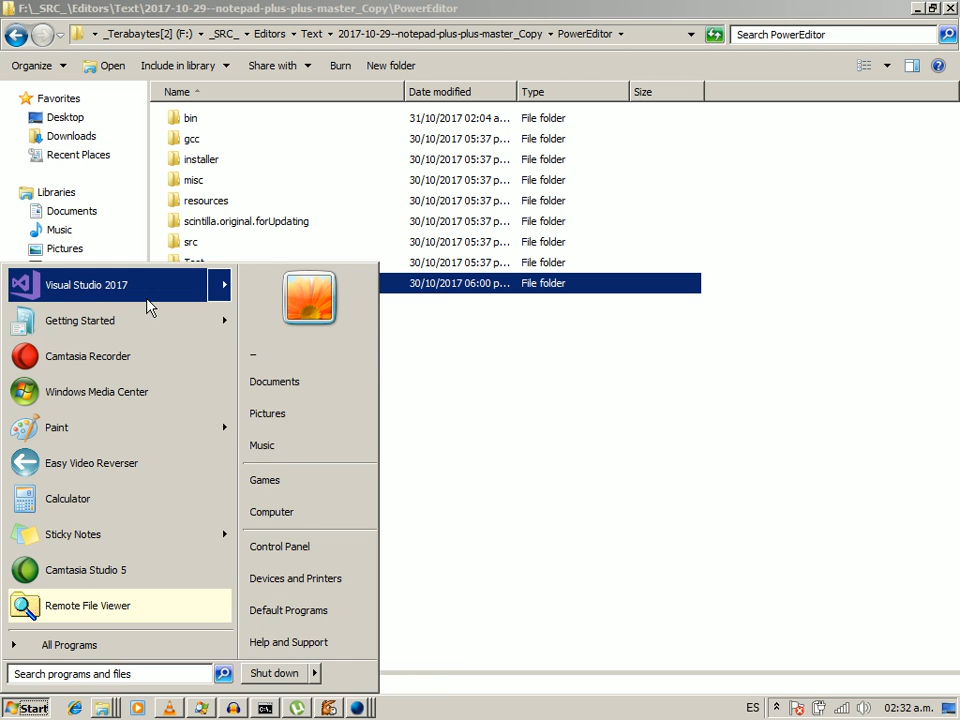 F:\_SRC_\Editors\Text\2017-10-29--notepad-plus-plus-master_Copy\PowerEditor
_Terabaytes[2] (F:) _SRC_ Editors Text 2017-10-29--notepad-plus-plus-master_Copy PowerEditor Search PowerEditor
Organize Open Include in library Share with Burn New folder
Favorites
Desktop
Downloads
Recent Places
Libraries
Documents
Music
Pictures
Name Date modified Type Size
bin 31/10/2017 02:04 a... File folder
gcc 30/10/2017 05:37 p... File folder
installer 30/10/2017 05:37 p... File folder
misc 30/10/2017 05:37 p... File folder
resources 30/10/2017 05:37 p... File folder
scintilla.original.forUpdating 30/10/2017 05:37 p... File folder
src 30/10/2017 05:37 p... File folder
Test 30/10/2017 05:37 p... File folder
30/10/2017 06:00 p... File folder
Visual Studio 2017
Getting Started
Camtasia Recorder
Windows Media Center
Paint
Easy Video Reverser
Calculator
Sticky Notes
Camtasia Studio 5
Remote File Viewer
All Programs
Search programs and files
_
Documents
Pictures
Music
Games
Computer
Control Panel
Devices and Printers
Default Programs
Help and Support
Shut down
Start
ES 02:32 a.m.